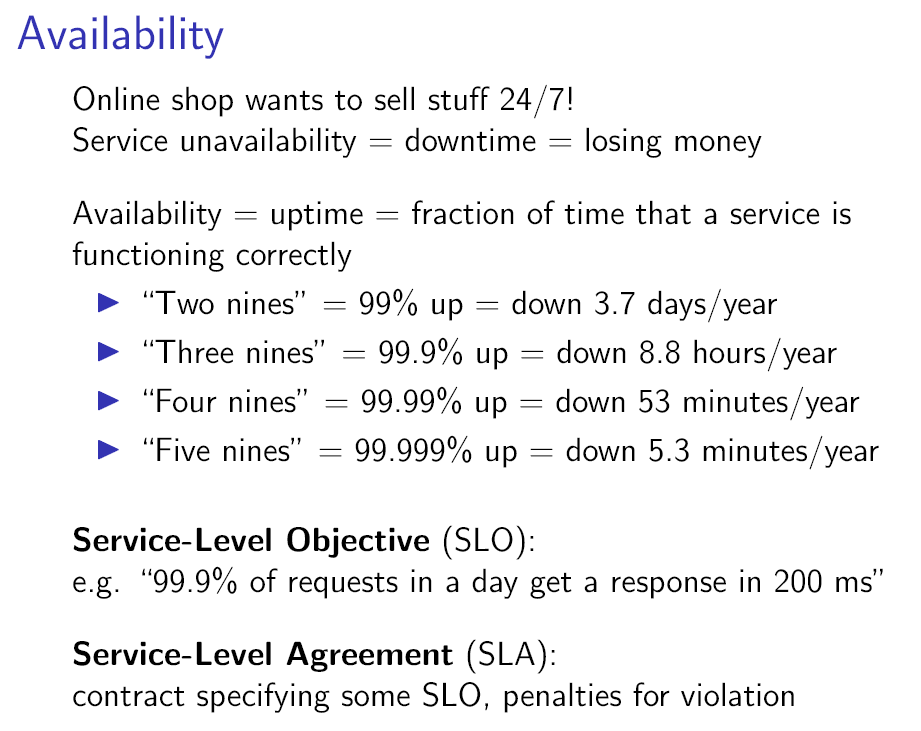 Availability
Online shop wants to sell stuff 24/7!
Service unavailability = downtime = losing money
Availability = uptime = fraction of time that a service is
functioning correctly
▶ “Two nines” = 99% up = down 3.7 days/year
▶ “Three nines” = 99.9% up = down 8.8 hours/year
▶ “Four nines” = 99.99% up = down 53 minutes/year
▶ “Five nines” = 99.999% up = down 5.3 minutes/year
Service-Level Objective (SLO):
e.g. “99.9% of requests in a day get a response in 200 ms”
Service-Level Agreement (SLA):
contract specifying some SLO, penalties for violation